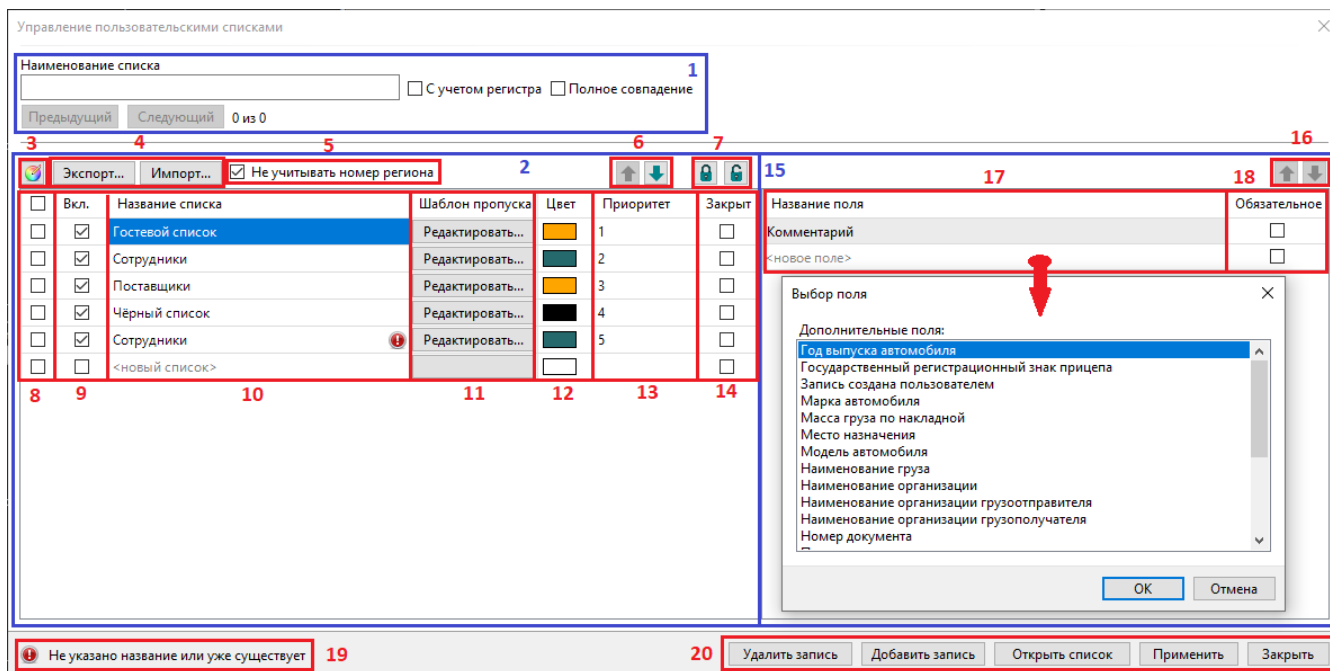 Управление пользовательскими списками
Наименование списка
1
С учетом регистра Полное совпадение
Предыдущий Следующий 0 из 0
3 4 5 6 7 16
Экспорт... Импорт... Не учитывать номер региона 2 15 17 18
Вкл. Название списка Шаблон пропуска Цвет Приоритет Закрыт Название поля Обязательное
Гостевой список Редактировать... 1 Комментарий
Сотрудники Редактировать... 2 <новое поле>
Поставщики Редактировать... 3
Чёрный список Редактировать... 4
Сотрудники Редактировать... 5
<новый список>
8 9 10 11 12 13 14
Выбор поля
Дополнительные поля:
Год выпуска автомобиля
Государственный регистрационный знак прицепа
Запись создана пользователем
Марка автомобиля
Масса груза по накладной
Место назначения
Модель автомобиля
Наименование груза
Наименование организации
Наименование организации грузоотправителя
Наименование организации грузополучателя
Номер документа
OK Отмена
Не указано название или уже существует 19 20 Удалить запись Добавить запись Открыть список Применить Закрыть